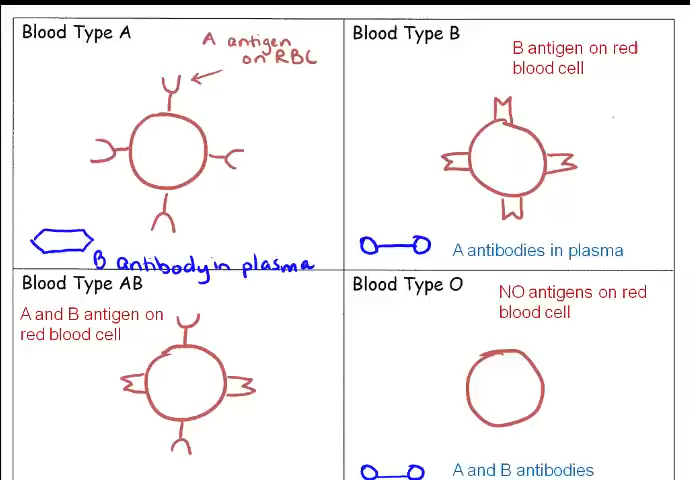 Blood Type A
A antigen
on RBC
B antibody in plasma
Blood Type B
B antigen on red
blood cell
A antibodies in plasma
Blood Type AB
A and B antigen on
red blood cell
Blood Type O
NO antigens on red
blood cell
A and B antibodies